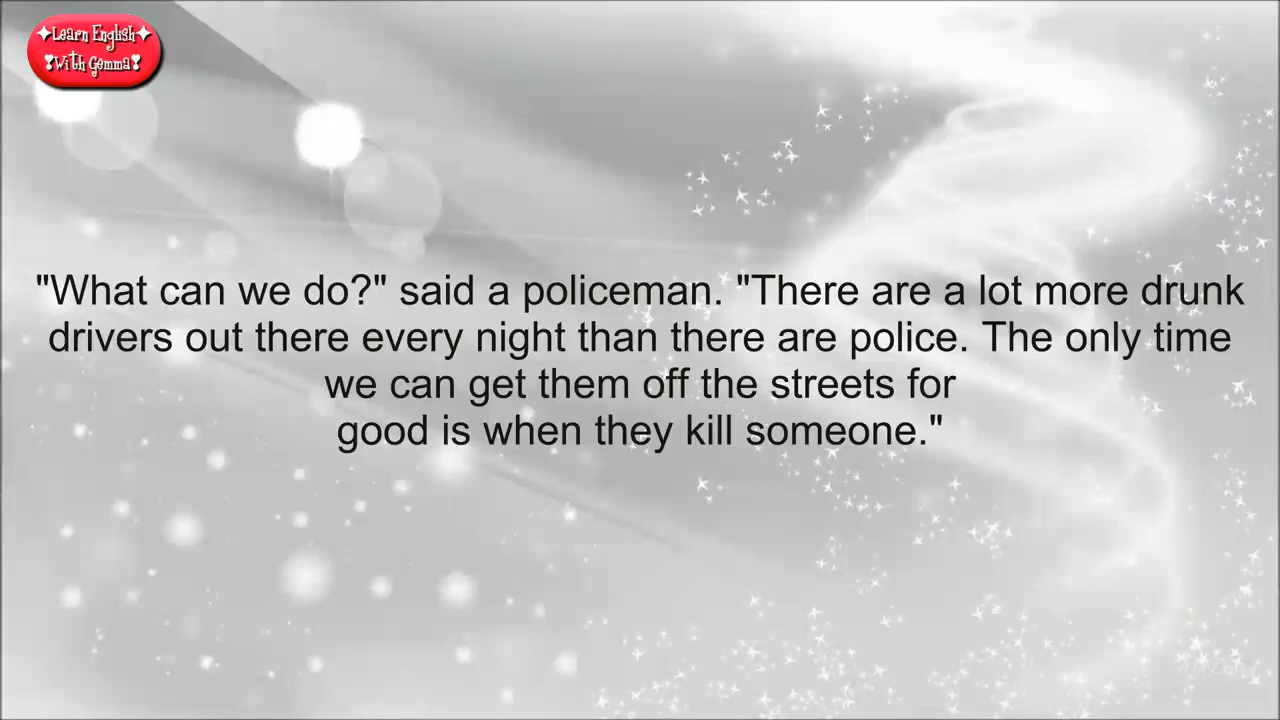 ✦Learn English✦
❣With Gemma❣
"What can we do?" said a policeman. "There are a lot more drunk
drivers out there every night than there are police. The only time
we can get them off the streets for
good is when they kill someone."